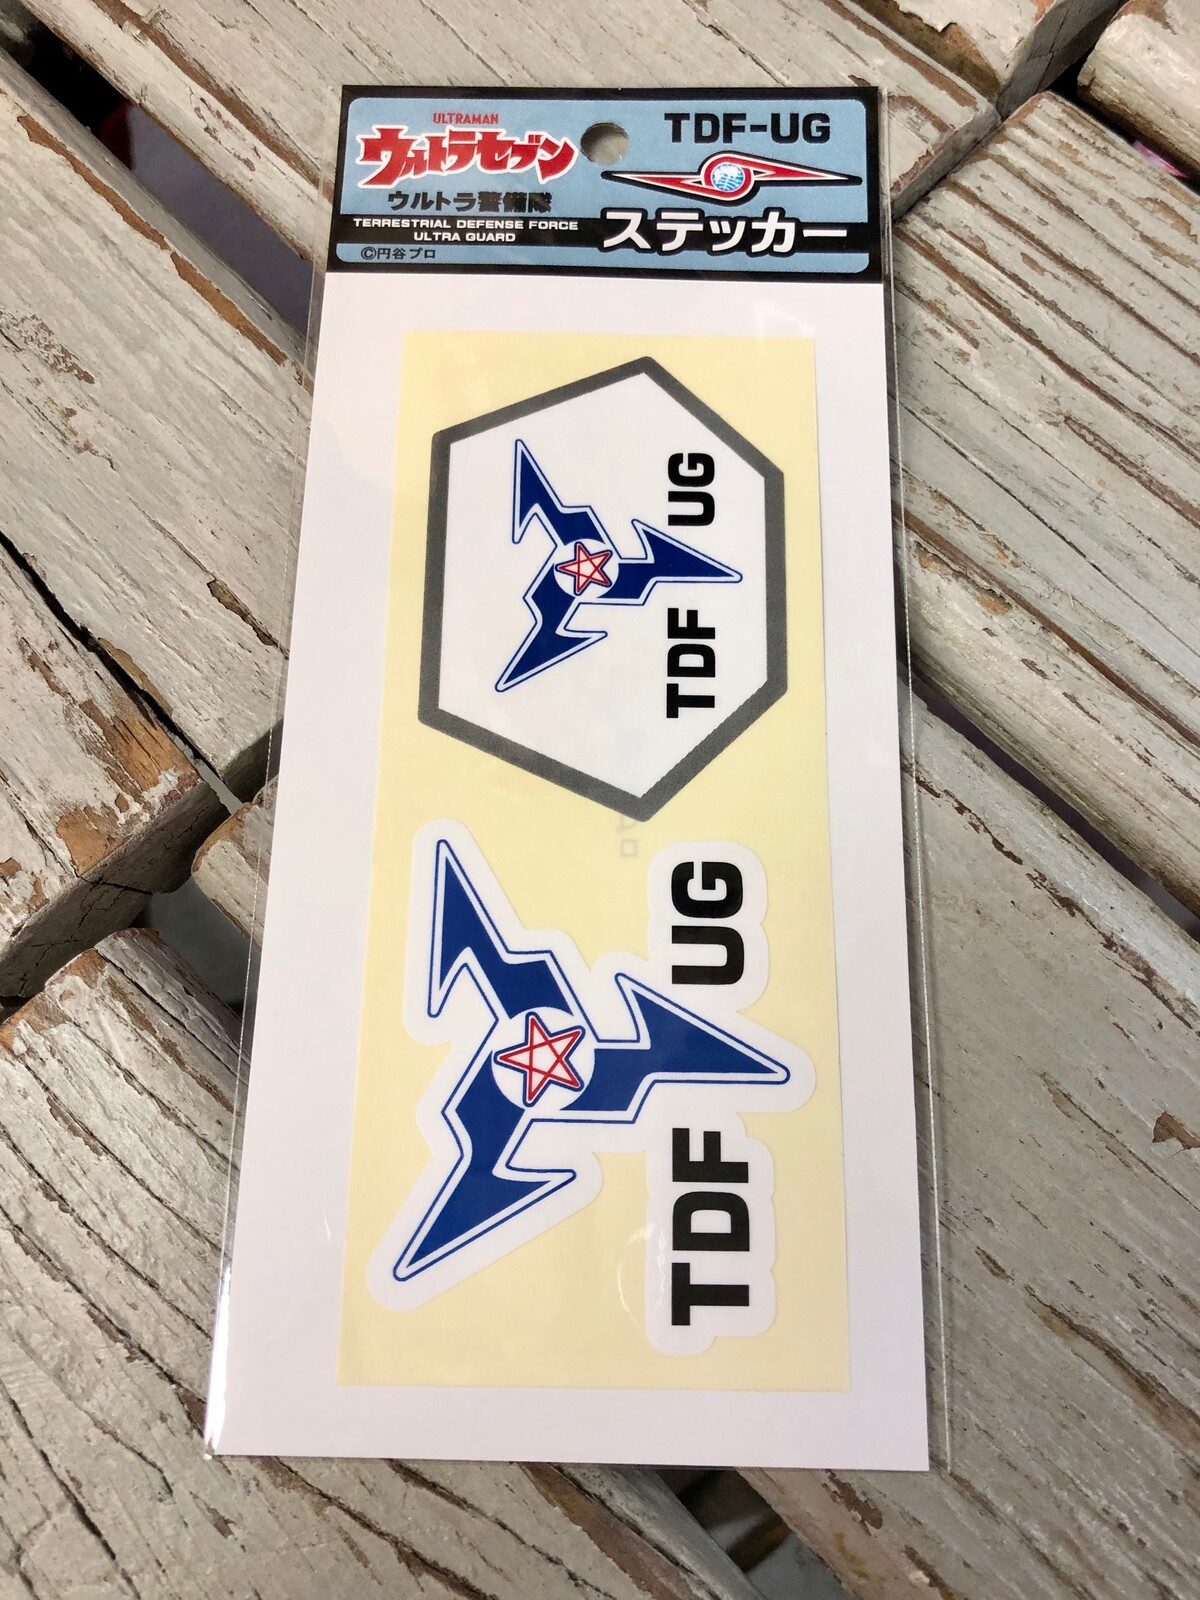 ULTRAMAN
ウルトラセブン
ウルトラ警備隊
TERRESTRIAL DEFENSE FORCE
ULTRA GUARD
©円谷プロ
TDF-UG
ステッカー
TDF UG
TDF UG